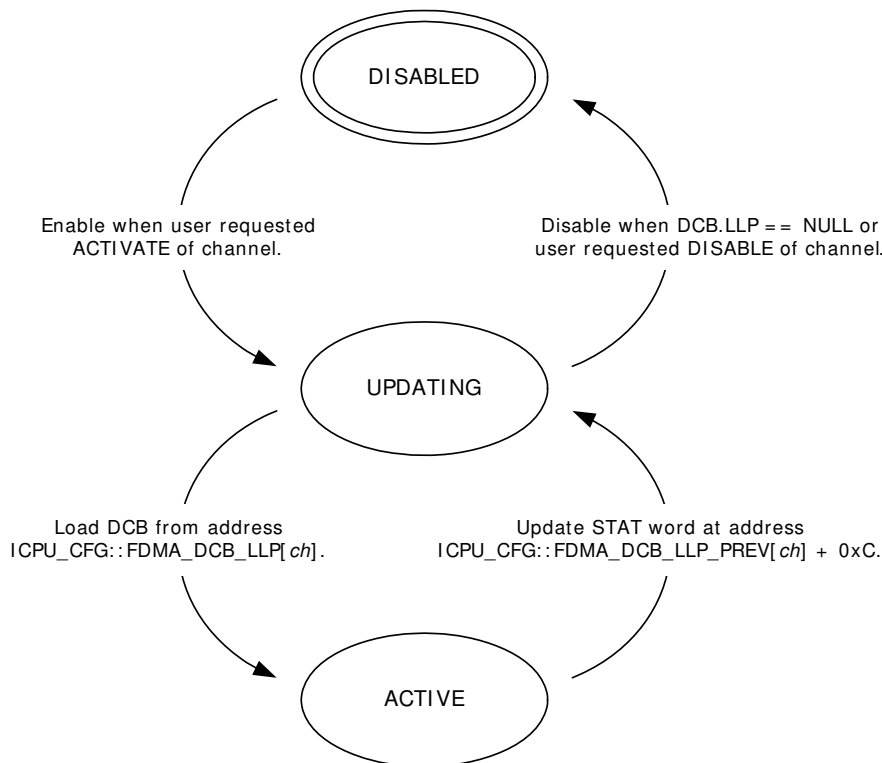 DISABLED
Enable when user requested
ACTIVATE of channel.
Disable when DCB.LLP == NULL or
user requested DISABLE of channel.
UPDATING
Load DCB from address
ICPU_CFG::FDMA_DCB_LLP[ch].
Update STAT word at address
ICPU_CFG::FDMA_DCB_LLP_PREV[ch] + 0xC.
ACTIVE